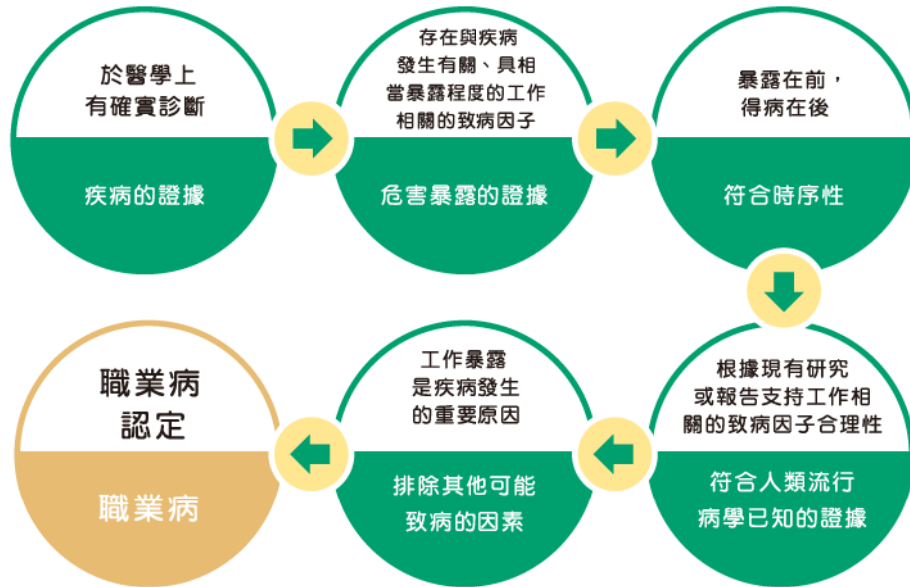 於醫學上
有確實診斷
疾病的證據
存在與疾病
發生有關、具相
當暴露程度的工作
相關的致病因子
危害暴露的證據
暴露在前，
得病在後
符合時序性
根據現有研究
或報告支持工作相
關的致病因子合理性
符合人類流行
病學已知的證據
工作暴露
是疾病發生
的重要原因
排除其他可能
致病的因素
職業病
認定
職業病